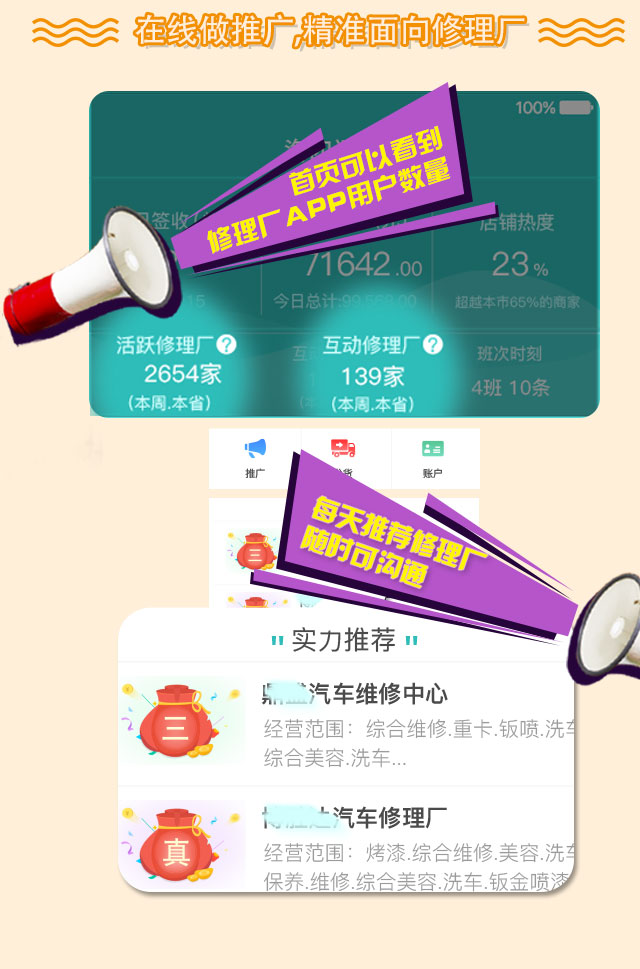 在线做推广,精准面向修理厂
100%
首页可以看到
修理厂APP用户数量
店铺热度
71642.00
23%
今日总计:99,568.00
超越本市65%的商家
活跃修理厂?
互动修理厂?
班次时刻
2654家
139家
4班 10条
(本周.本省)
(本周.本省)
推广
账户
每天推荐修理厂
随时可沟通
三
" 实力推荐 "
三
汽车维修中心
经营范围：综合维修.重卡.钣喷.洗车
综合美容.洗车...
真
汽车修理厂
经营范围：烤漆.综合维修.美容.洗车
保养.维修.综合美容.洗车.钣金喷漆